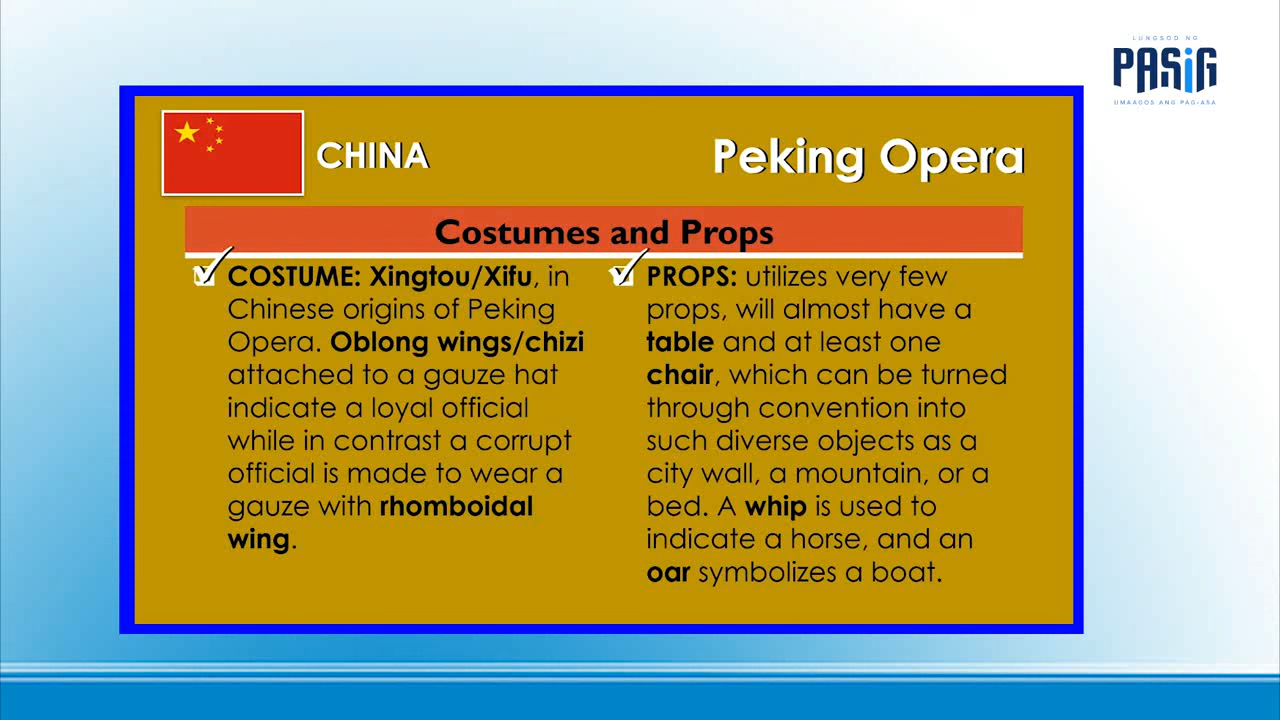 LUNGSOD NG
PASiG
UMAAGOS ANG PAG-ASA
CHINA
Peking Opera
Costumes and Props
COSTUME: Xingtou/Xifu, in
Chinese origins of Peking
Opera. Oblong wings/chizi
attached to a gauze hat
indicate a loyal official
while in contrast a corrupt
official is made to wear a
gauze with rhomboidal
wing.
PROPS: utilizes very few
props, will almost have a
table and at least one
chair, which can be turned
through convention into
such diverse objects as a
city wall, a mountain, or a
bed. A whip is used to
indicate a horse, and an
oar symbolizes a boat.